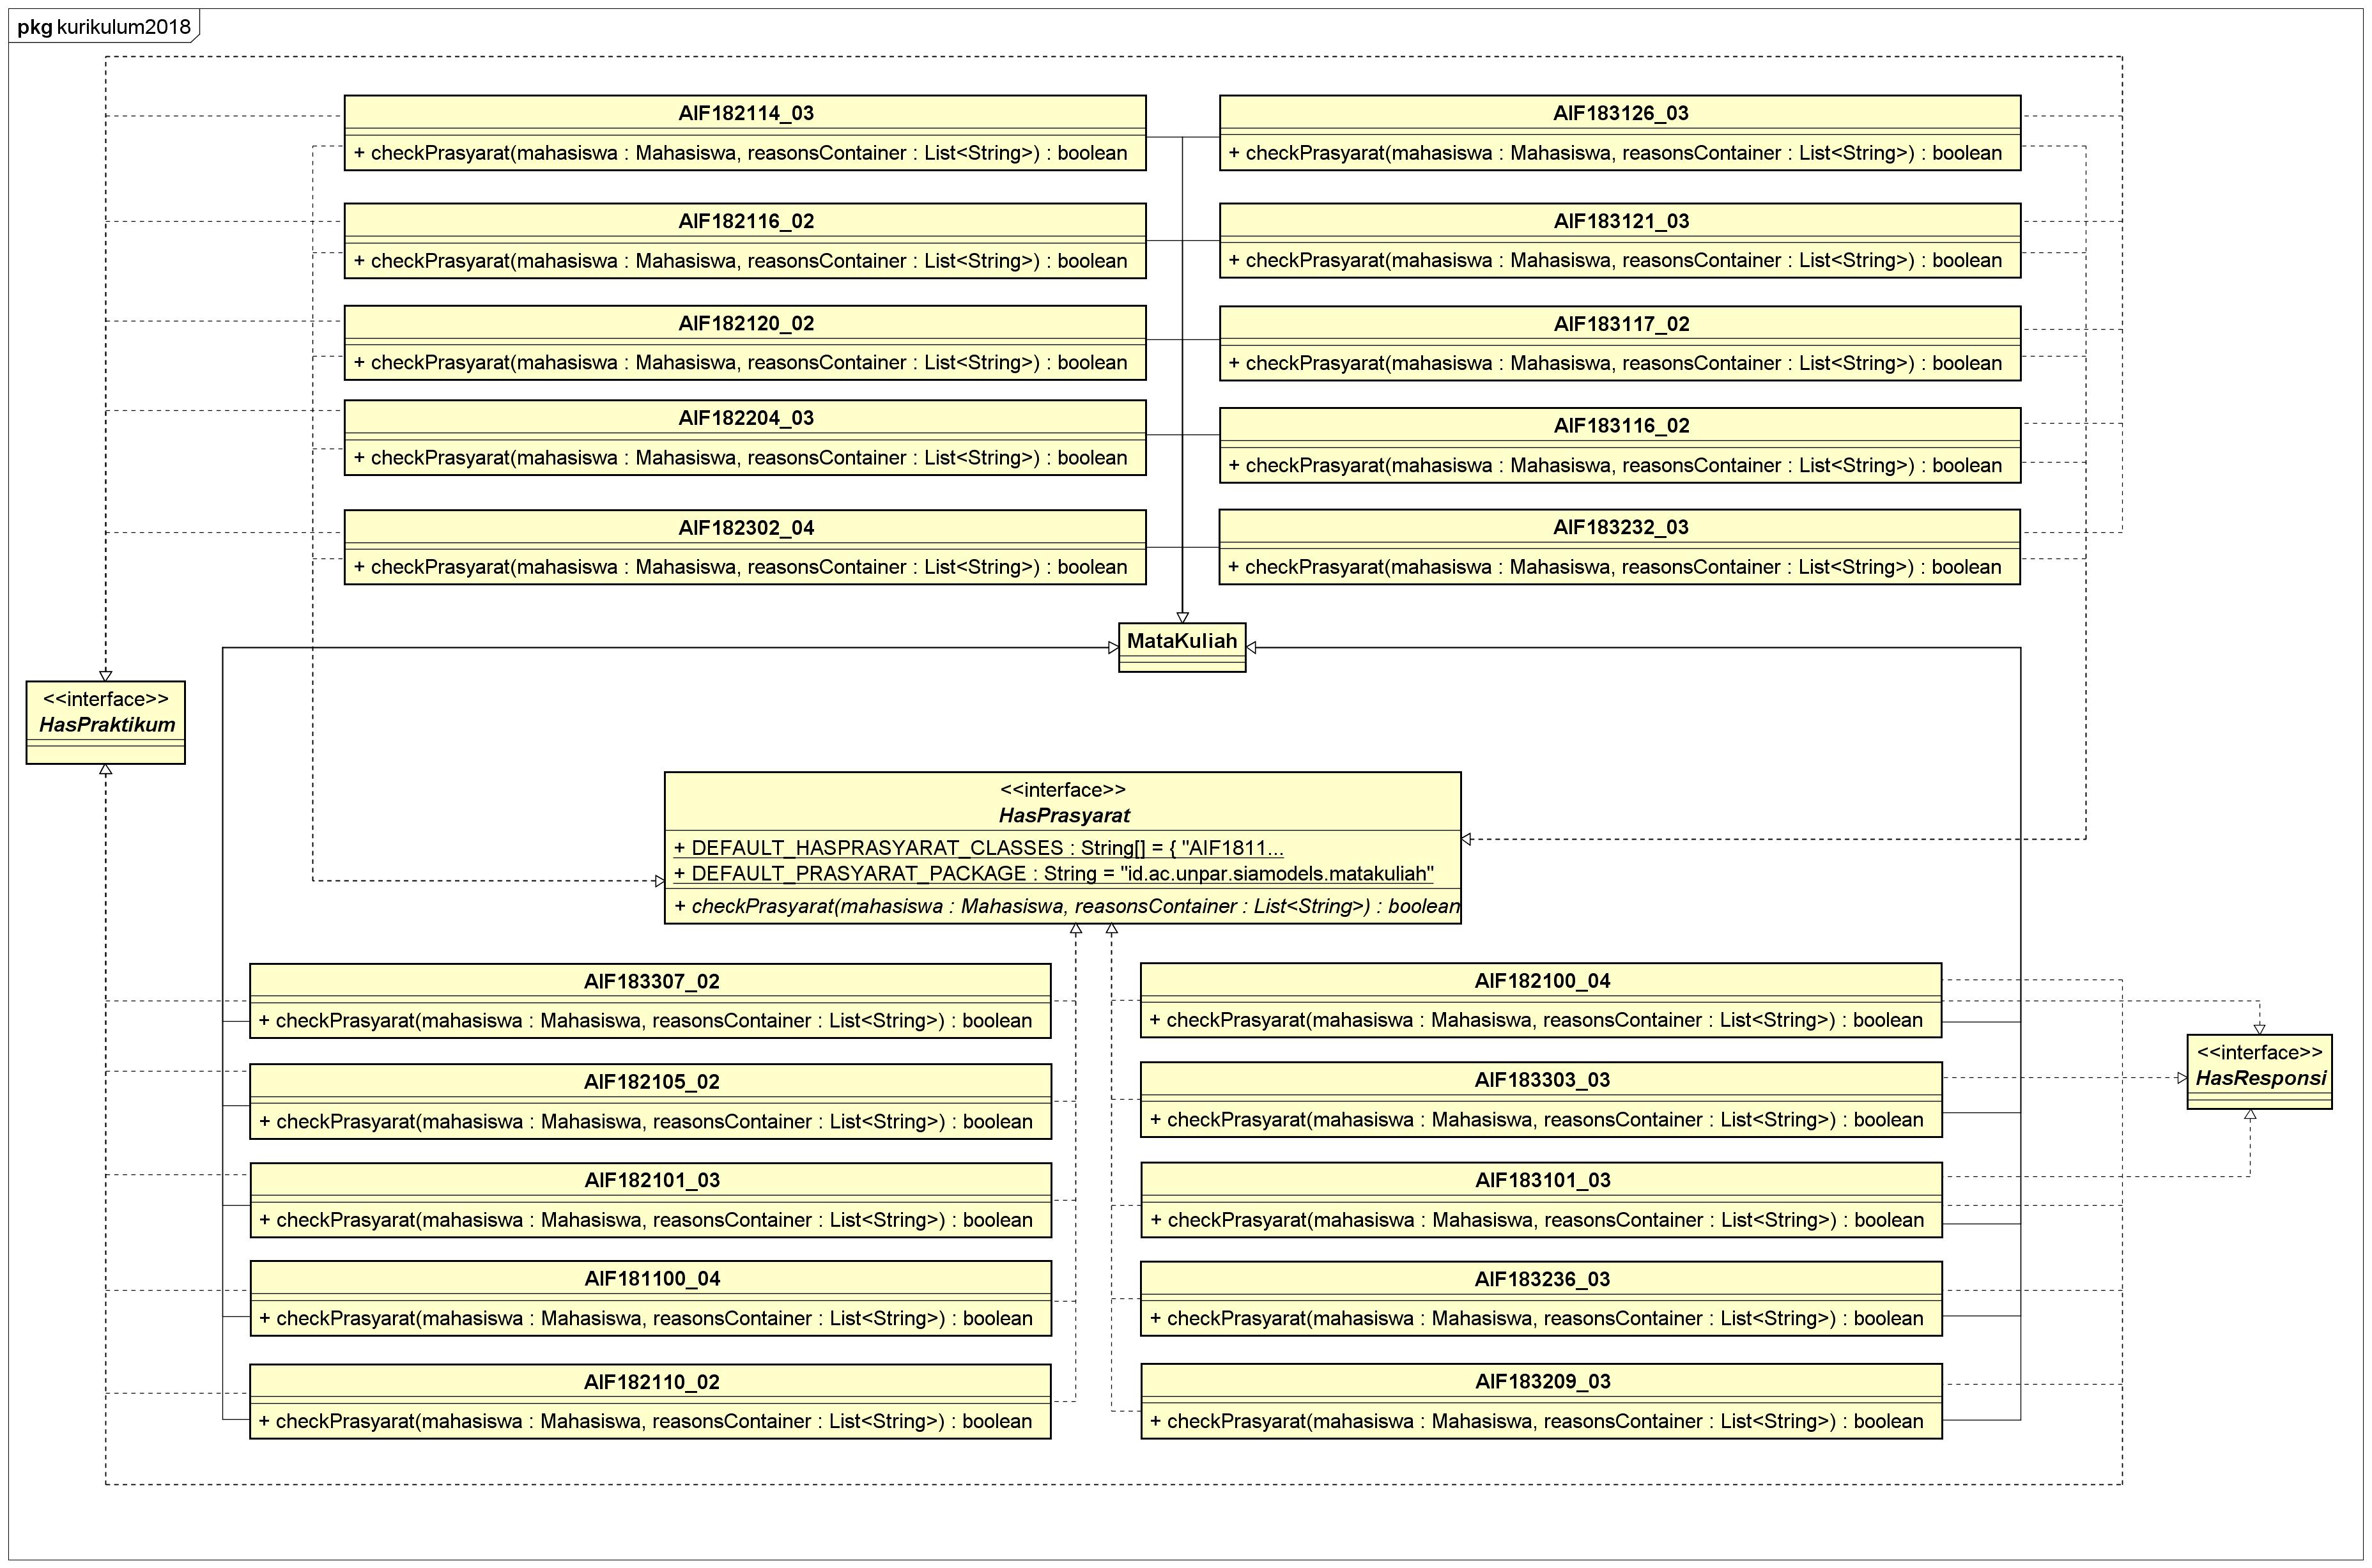 pkg kurikulum2018
AIF182114_03
+ checkPrasyarat(mahasiswa : Mahasiswa, reasonsContainer : List<String>) : boolean
AIF183126_03
+ checkPrasyarat(mahasiswa : Mahasiswa, reasonsContainer : List<String>) : boolean
AIF182116_02
+ checkPrasyarat(mahasiswa : Mahasiswa, reasonsContainer : List<String>) : boolean
AIF183121_03
+ checkPrasyarat(mahasiswa : Mahasiswa, reasonsContainer : List<String>) : boolean
AIF182120_02
+ checkPrasyarat(mahasiswa : Mahasiswa, reasonsContainer : List<String>) : boolean
AIF183117_02
+ checkPrasyarat(mahasiswa : Mahasiswa, reasonsContainer : List<String>) : boolean
AIF182204_03
+ checkPrasyarat(mahasiswa : Mahasiswa, reasonsContainer : List<String>) : boolean
AIF183116_02
+ checkPrasyarat(mahasiswa : Mahasiswa, reasonsContainer : List<String>) : boolean
AIF182302_04
+ checkPrasyarat(mahasiswa : Mahasiswa, reasonsContainer : List<String>) : boolean
AIF183232_03
+ checkPrasyarat(mahasiswa : Mahasiswa, reasonsContainer : List<String>) : boolean
MataKuliah
<<interface>>
HasPraktikum
<<interface>>
HasPrasyarat
+ DEFAULT_HASPRASYARAT_CLASSES : String[] = { "AIF1811...
+ DEFAULT_PRASYARAT_PACKAGE : String = "id.ac.unpar.siamodels.matakuliah"
+ checkPrasyarat(mahasiswa : Mahasiswa, reasonsContainer : List<String>) : boolean
AIF183307_02
+ checkPrasyarat(mahasiswa : Mahasiswa, reasonsContainer : List<String>) : boolean
AIF182100_04
+ checkPrasyarat(mahasiswa : Mahasiswa, reasonsContainer : List<String>) : boolean
<<interface>>
HasResponsi
AIF182105_02
+ checkPrasyarat(mahasiswa : Mahasiswa, reasonsContainer : List<String>) : boolean
AIF183303_03
+ checkPrasyarat(mahasiswa : Mahasiswa, reasonsContainer : List<String>) : boolean
AIF182101_03
+ checkPrasyarat(mahasiswa : Mahasiswa, reasonsContainer : List<String>) : boolean
AIF183101_03
+ checkPrasyarat(mahasiswa : Mahasiswa, reasonsContainer : List<String>) : boolean
AIF181100_04
+ checkPrasyarat(mahasiswa : Mahasiswa, reasonsContainer : List<String>) : boolean
AIF183236_03
+ checkPrasyarat(mahasiswa : Mahasiswa, reasonsContainer : List<String>) : boolean
AIF182110_02
+ checkPrasyarat(mahasiswa : Mahasiswa, reasonsContainer : List<String>) : boolean
AIF183209_03
+ checkPrasyarat(mahasiswa : Mahasiswa, reasonsContainer : List<String>) : boolean